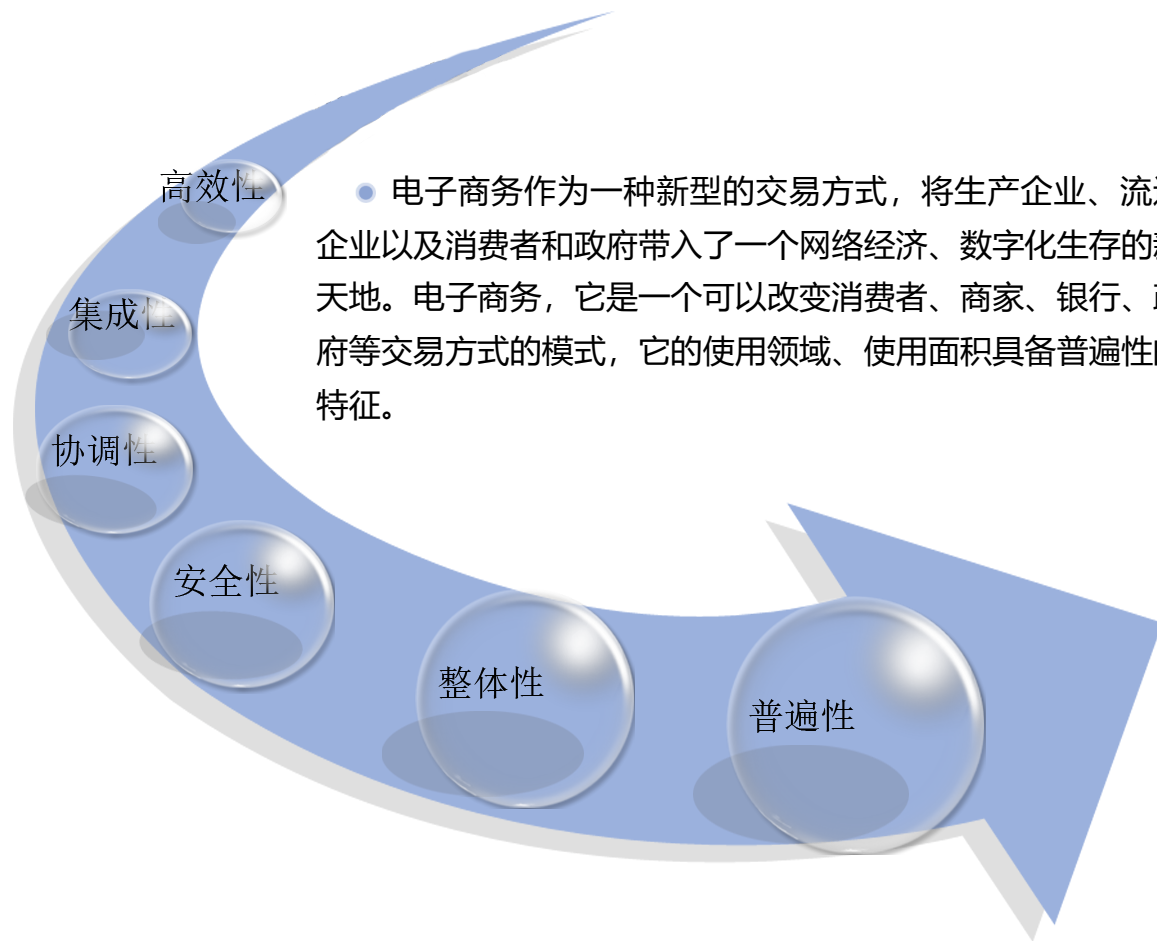 高效性
电子商务作为一种新型的交易方式，将生产企业、流
企业以及消费者和政府带入了一个网络经济、数字化生存的
集成性
天地。电子商务，它是一个可以改变消费者、商家、银行、
府等交易方式的模式，它的使用领域、使用面积具备普遍性
特征。
协调性
安全性
整体性
普遍性